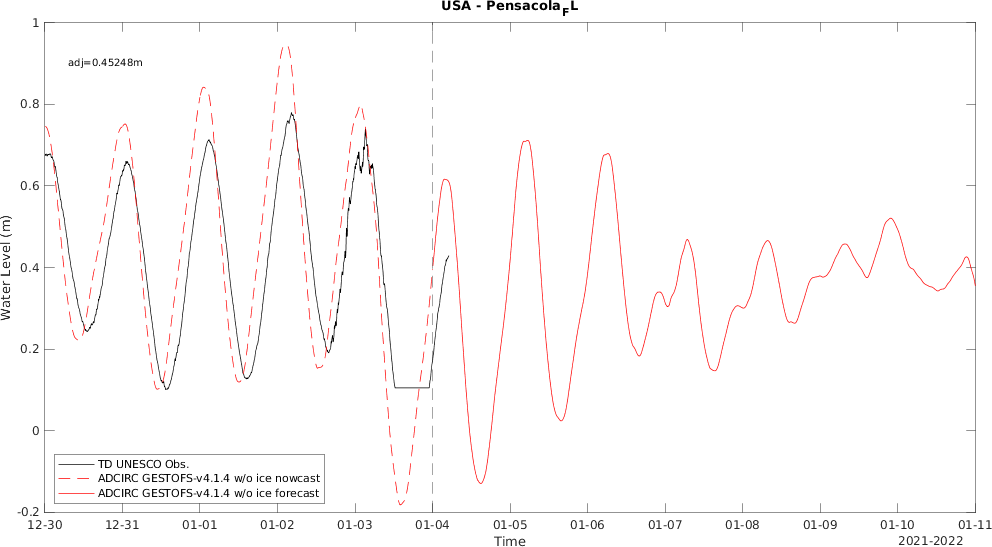 USA - Pensacola_FL
adj=0.45248m
1
0.8
0.6
0.4
0.2
0
-0.2
Water Level (m)
TD UNESCO Obs.
ADCIRC GESTOFS-v4.1.4 w/o ice nowcast
ADCIRC GESTOFS-v4.1.4 w/o ice forecast
12-30 12-31 01-01 01-02 01-03 01-04 01-05 01-06 01-07 01-08 01-09 01-10 01-11
Time
2021-2022